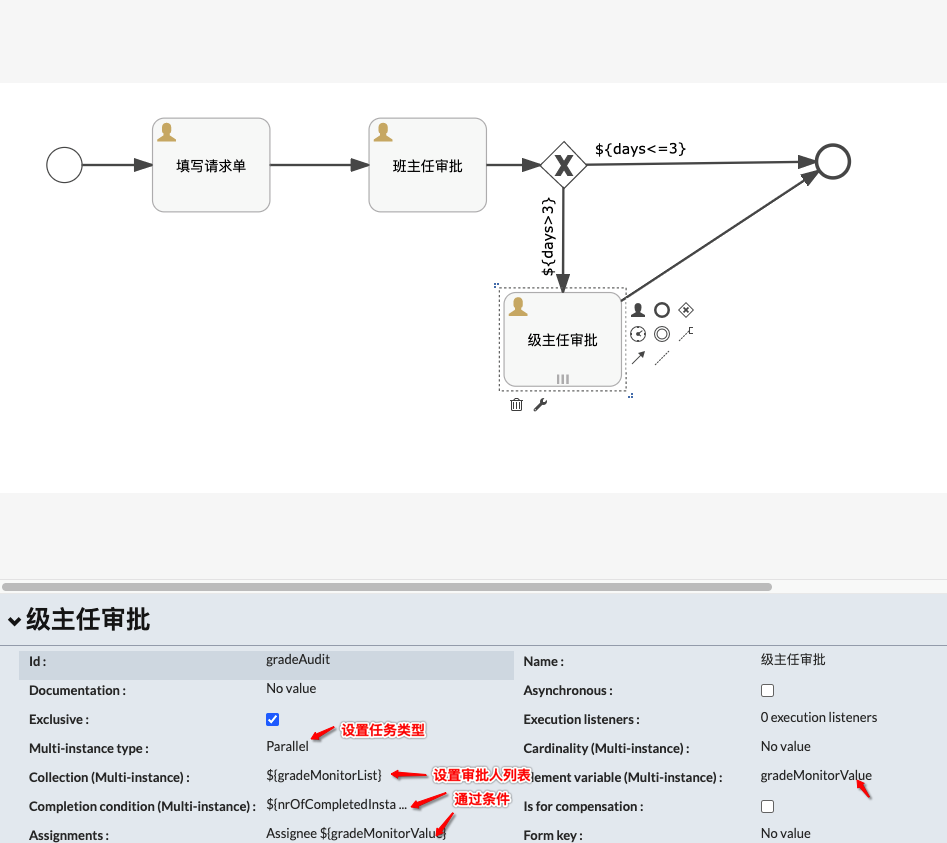 填写请求单
班主任审批
${days<=3}
${days>3}
级主任审批
级主任审批
Id :
gradeAudit
Name :
级主任审批
Documentation :
No value
Asynchronous :
Exclusive :
Execution listeners :
0 execution listeners
设置任务类型
Multi-instance type :
Parallel
Cardinality (Multi-instance) :
No value
Collection (Multi-instance) :
${gradeMonitorList}
设置审批人列表
lement variable (Multi-instance) :
gradeMonitorValue
通过条件
Completion condition (Multi-instance) :
${nrOfCompletedInsta ...
Is for compensation :
Assignments :
Assignee ${gradeMonitorValue}
Form key :
No value